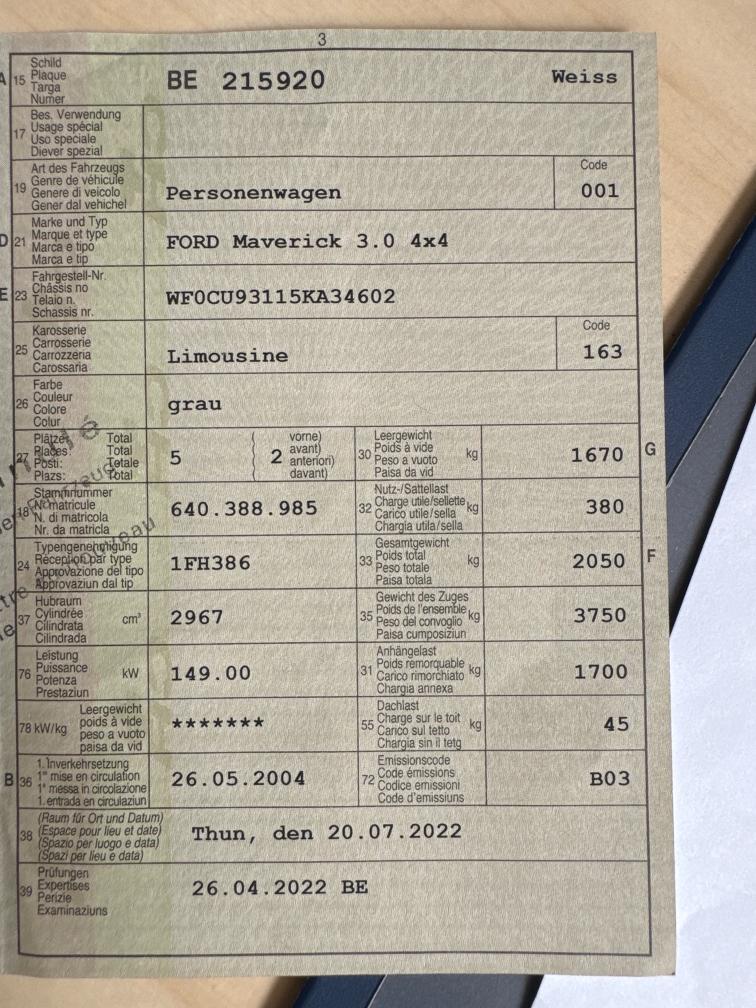 3
A 15 Schild
Plaque
Targa
Numer
BE 215920 Weiss
17 Bes. Verwendung
Usage spécial
Uso speciale
Diever spezial
19 Art des Fahrzeugs
Genre de véhicule
Genere di veicolo
Gener dal vehichel
Personenwagen
Code
001
D 21 Marke und Typ
Marque et type
Marca e tipo
Marca e tip
FORD Maverick 3.0 4x4
E 23 Fahrgestell-Nr.
Châssis no
Telaio n.
Schassis nr.
WF0CU93115KA34602
25 Karosserie
Carrosserie
Carrozzeria
Carossaria
Limousine
Code
163
26 Farbe
Couleur
Colore
Colur
grau
27 Plätze: Total
Places: Total
Posti: Totale
Plazs: Total
5
2
vorne)
avant)
anteriori)
davant)
30 Leergewicht
Poids à vide
Peso a vuoto
Paisa da vid
kg
1670 G
18 Stammnummer
N° matricule
N. di matricola
Nr. da matricla
640.388.985
32 Nutz-/Sattellast
Charge utile/sellette
Carico utile/sella
Chargia utila/sella
kg
380
24 Typengenehmigung
Réception par type
Approvazione del tipo
Approvaziun dal tip
1FH386
33 Gesamtgewicht
Poids total
Peso totale
Paisa totala
kg
2050 F
37 Hubraum
Cylindrée
Cilindrata
Cilindrada
cm³
2967
35 Gewicht des Zuges
Poids de l'ensemble
Peso del convoglio
Paisa cumposiziun
kg
3750
76 Leistung
Puissance
Potenza
Prestaziun
kW
149.00
31 Anhängelast
Poids remorquable
Carico rimorchiato
Chargia annexa
kg
1700
78 kW/kg
Leergewicht
poids à vide
peso a vuoto
paisa da vid
*******
55 Dachlast
Charge sur le toit
Carico sul tetto
Chargia sin il tetg
kg
45
B 36 1. Inverkehrsetzung
1re mise en circulation
1a messa in circolazione
1. entrada en circulaziun
26.05.2004
72 Emissionscode
Code émissions
Codice emissioni
Code d'emissiuns
B03
38 (Raum für Ort und Datum)
(Espace pour lieu et date)
(Spazio per luogo e data)
(Spazi per lieu e data)
Thun, den 20.07.2022
39 Prüfungen
Expertises
Perizie
Examinaziuns
26.04.2022 BE